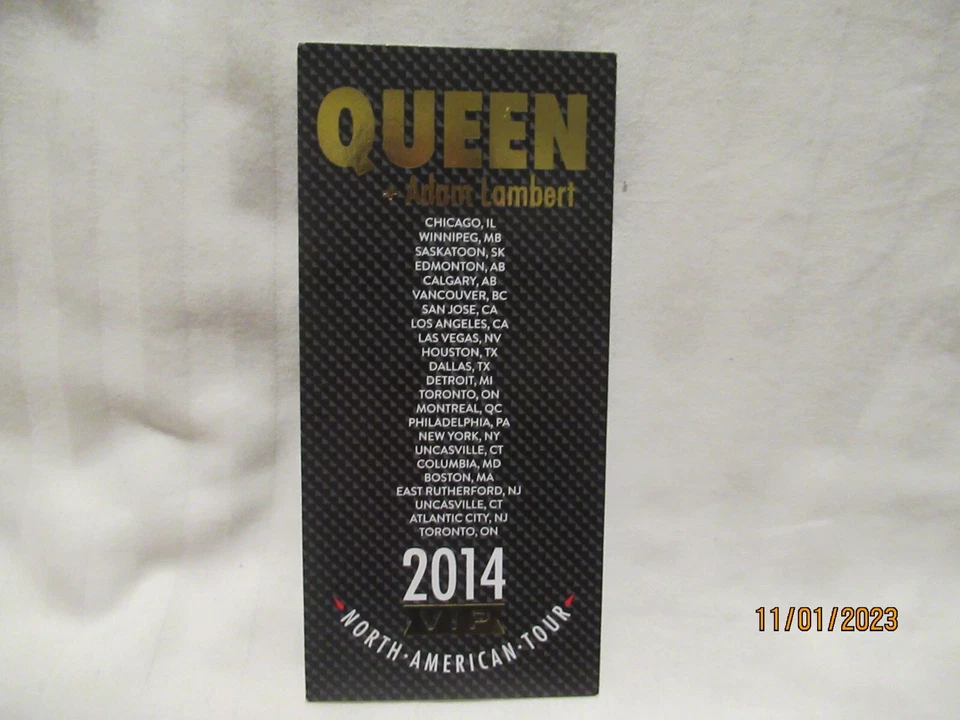 QUEEN
+ Adam Lambert
CHICAGO, IL
WINNIPEG, MB
SASKATOON, SK
EDMONTON, AB
CALGARY, AB
VANCOUVER, BC
SAN JOSE, CA
LOS ANGELES, CA
LAS VEGAS, NV
HOUSTON, TX
DALLAS, TX
DETROIT, MI
TORONTO, ON
MONTREAL, QC
PHILADELPHIA, PA
NEW YORK, NY
UNCASVILLE, CT
COLUMBIA, MD
BOSTON, MA
EAST RUTHERFORD, NJ
UNCASVILLE, CT
ATLANTIC CITY, NJ
TORONTO, ON
2014
VIP
NORTH·AMERICAN·TOUR
11/01/2023